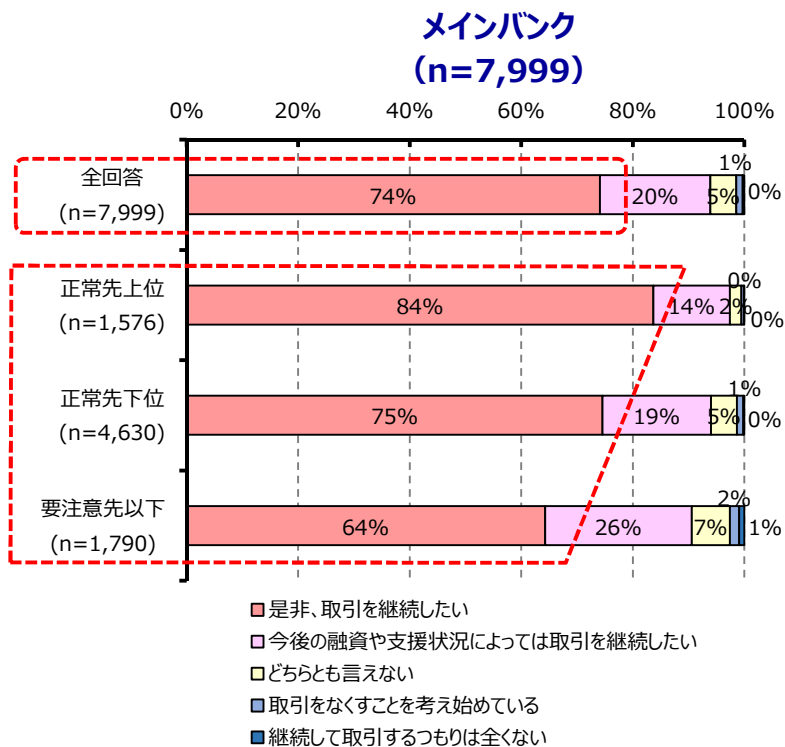 メインバンク
(n=7,999)
0% 20% 40% 60% 80% 100%
全回答
(n=7,999)
74% 20% 5% 1% 0%
正常先上位
(n=1,576)
84% 14% 2% 0% 0%
正常先下位
(n=4,630)
75% 19% 5% 1% 0%
要注意先以下
(n=1,790)
64% 26% 7% 2% 1%
是非、取引を継続したい
今後の融資や支援状況によっては取引を継続したい
どちらとも言えない
取引をなくすことを考え始めている
継続して取引するつもりは全くない